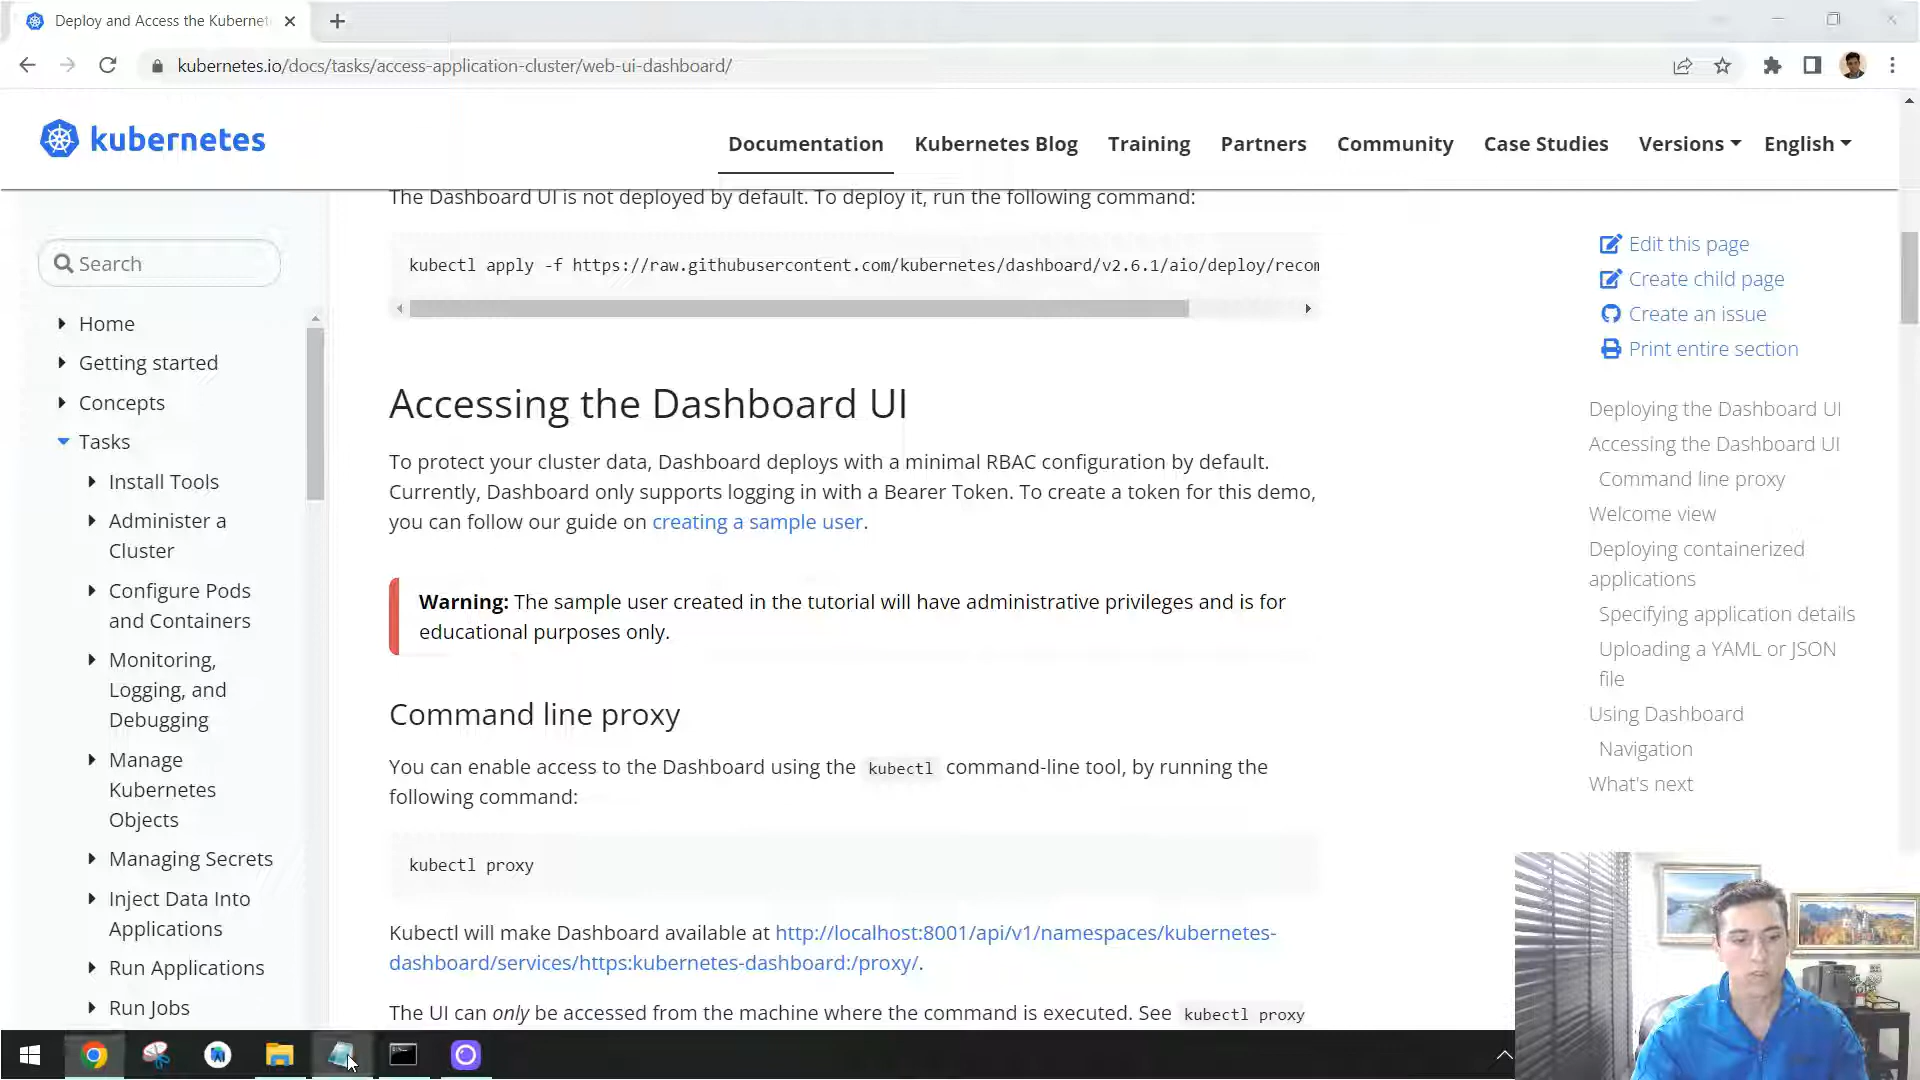 Deploy and Access the Kubernet
kubernetes.io/docs/tasks/access-application-cluster/web-ui-dashboard/
kubernetes
Documentation
Kubernetes Blog
Training
Partners
Community
Case Studies
Versions
English
Search
Home
Getting started
Concepts
Tasks
Install Tools
Administer a
Cluster
Configure Pods
and Containers
Monitoring,
Logging, and
Debugging
Manage
Kubernetes
Objects
Managing Secrets
Inject Data Into
Applications
Run Applications
Run Jobs
The Dashboard UI is not deployed by default. To deploy it, run the following command:
kubectl apply -f https://raw.githubusercontent.com/kubernetes/dashboard/v2.6.1/aio/deploy/recom
Accessing the Dashboard UI
To protect your cluster data, Dashboard deploys with a minimal RBAC configuration by default.
Currently, Dashboard only supports logging in with a Bearer Token. To create a token for this demo,
you can follow our guide on creating a sample user.
Warning: The sample user created in the tutorial will have administrative privileges and is for
educational purposes only.
Command line proxy
You can enable access to the Dashboard using the kubectl command-line tool, by running the
following command:
kubectl proxy
Kubectl will make Dashboard available at http://localhost:8001/api/v1/namespaces/kubernetes-
dashboard/services/https:kubernetes-dashboard:/proxy/.
The UI can only be accessed from the machine where the command is executed. See kubectl proxy
Edit this page
Create child page
Create an issue
Print entire section
Deploying the Dashboard UI
Accessing the Dashboard UI
Command line proxy
Welcome view
Deploying containerized
applications
Specifying application details
Uploading a YAML or JSON
file
Using Dashboard
Navigation
What's next